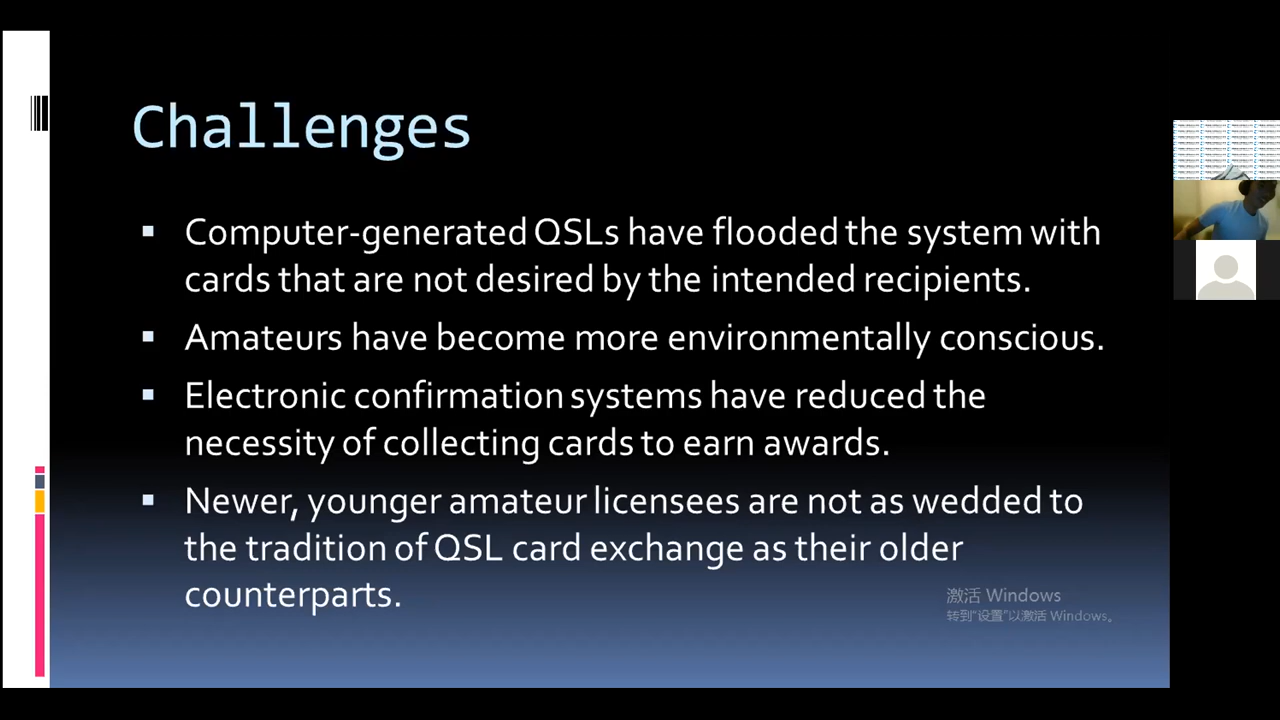 Challenges
Computer-generated QSLs have flooded the system with
cards that are not desired by the intended recipients.
Amateurs have become more environmentally conscious.
Electronic confirmation systems have reduced the
necessity of collecting cards to earn awards.
Newer, younger amateur licensees are not as wedded to
the tradition of QSL card exchange as their older
counterparts.
激活 Windows
转到“设置”以激活 Windows。